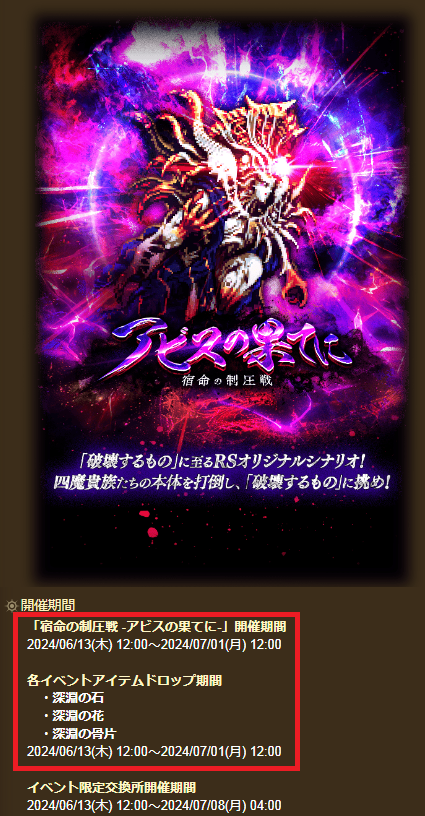 アビスの果てに
宿命の制圧戦
「破壊するもの」に至るRSオリジナルシナリオ!
四魔貴族たちの本体を打倒し、「破壊するもの」に挑め!
開催期間
「宿命の制圧戦 -アビスの果てに-」開催期間
2024/06/13(木) 12:00～2024/07/01(月) 12:00
各イベントアイテムドロップ期間
・深淵の石
・深淵の花
・深淵の骨片
2024/06/13(木) 12:00～2024/07/01(月) 12:00
イベント限定交換所開催期間
2024/06/13(木) 12:00～2024/07/08(月) 04:00